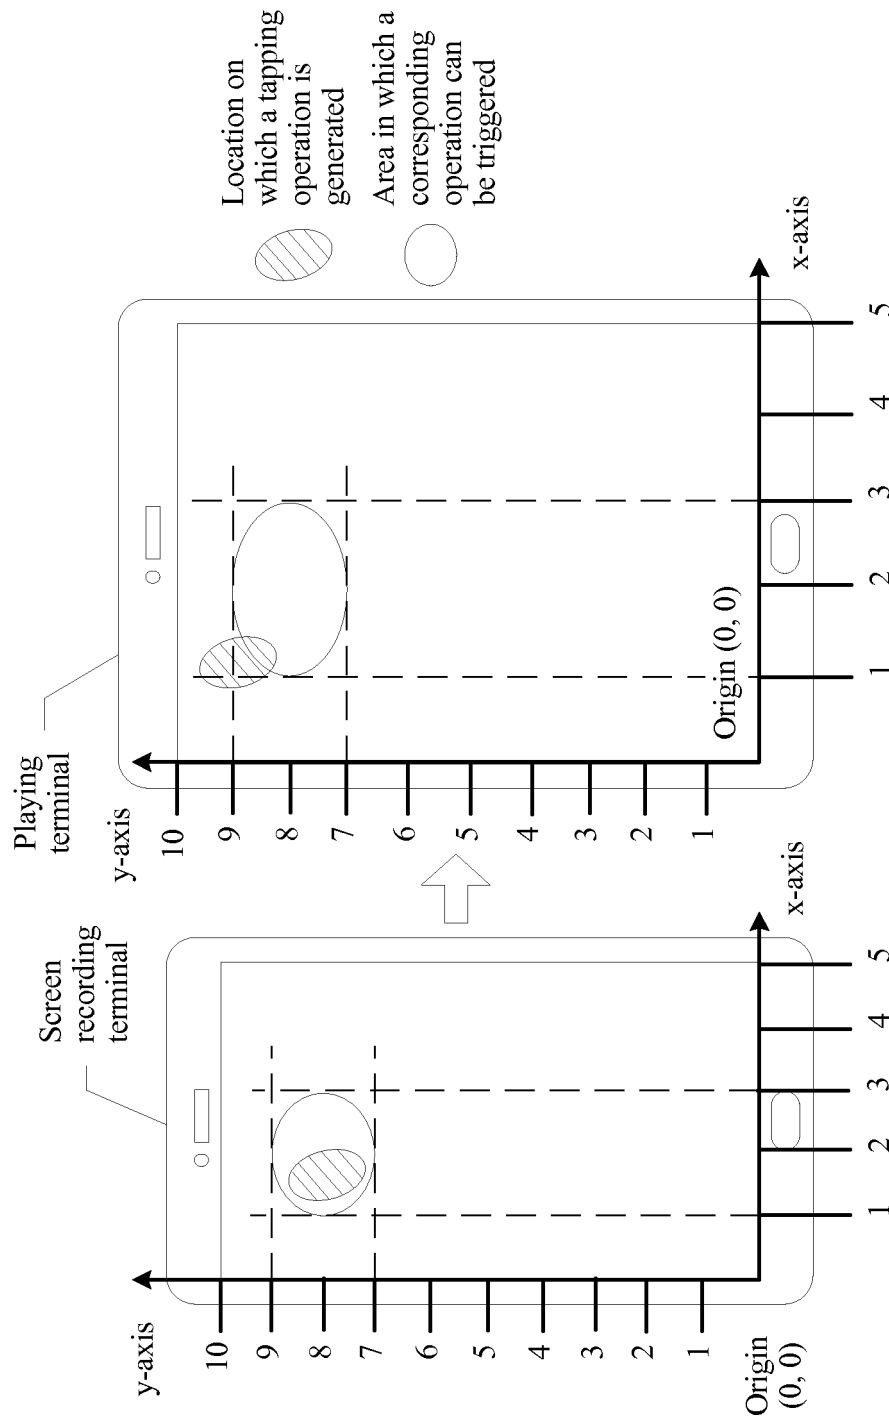 Screen
recording
terminal
y-axis
10
9
8
7
6
5
4
3
2
1
Origin
(0, 0)
1
2
3
4
5
x-axis
Playing
terminal
y-axis
10
9
8
7
6
5
4
3
2
1
Origin (0, 0)
1
2
3
4
5
x-axis
Location on
which a tapping
operation is
generated
Area in which a
corresponding
operation can
be triggered